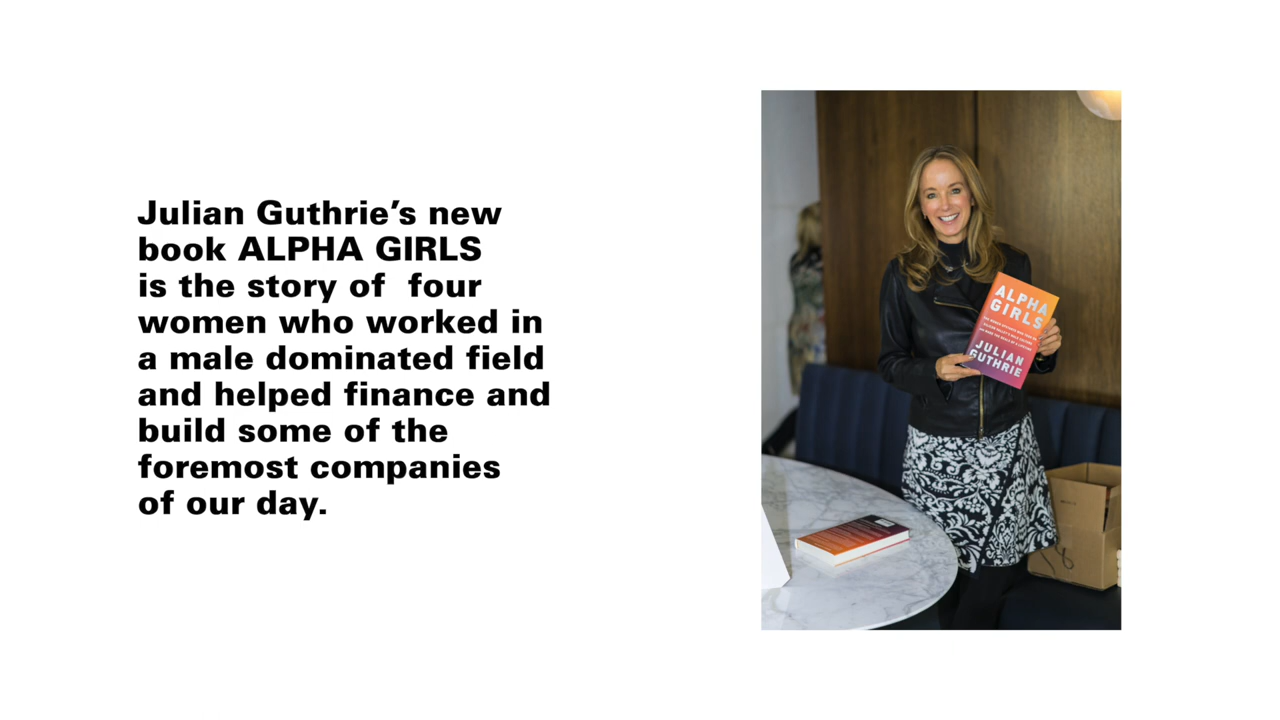 Julian Guthrie’s new
book ALPHA GIRLS
is the story of  four
women who worked in
a male dominated field
and helped finance and
build some of the
foremost companies
of our day.
ALPHA
GIRLS
JULIAN
GUTHRIE